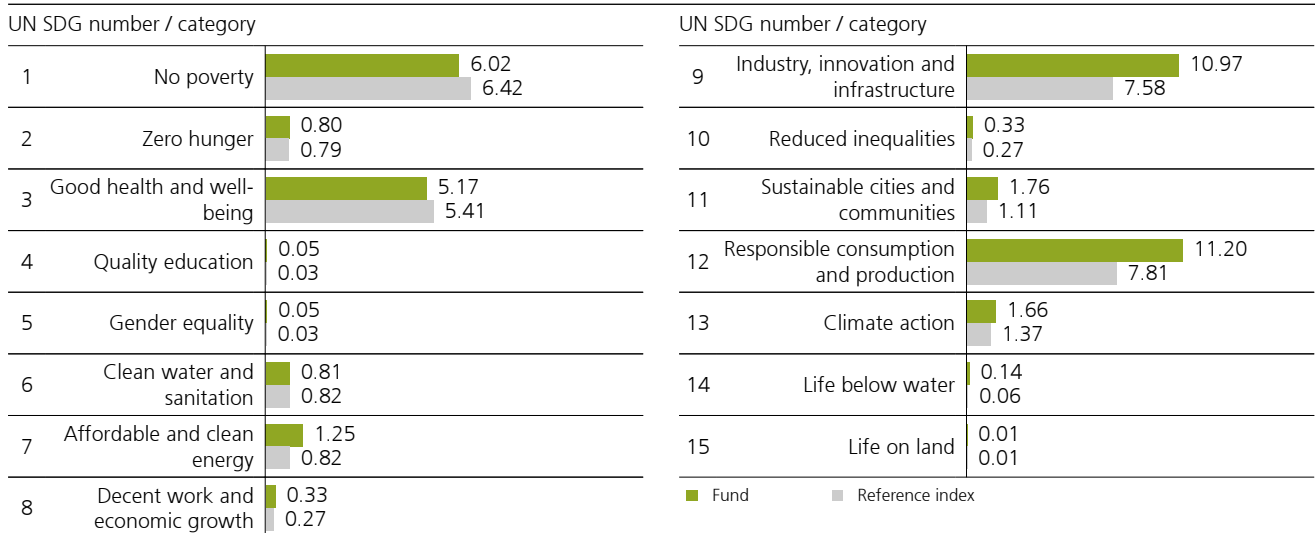 UN SDG number / category
1 No poverty 6.02
6.42
2 Zero hunger 0.80
0.79
3 Good health and well-
being 5.17
5.41
4 Quality education 0.05
0.03
5 Gender equality 0.05
0.03
6 Clean water and
sanitation 0.81
0.82
7 Affordable and clean
energy 1.25
0.82
8 Decent work and
economic growth 0.33
0.27
UN SDG number / category
9 Industry, innovation and
infrastructure 10.97
7.58
10 Reduced inequalities 0.33
0.27
11 Sustainable cities and
communities 1.76
1.11
12 Responsible consumption
and production 11.20
7.81
13 Climate action 1.66
1.37
14 Life below water 0.14
0.06
15 Life on land 0.01
0.01
Fund Reference index